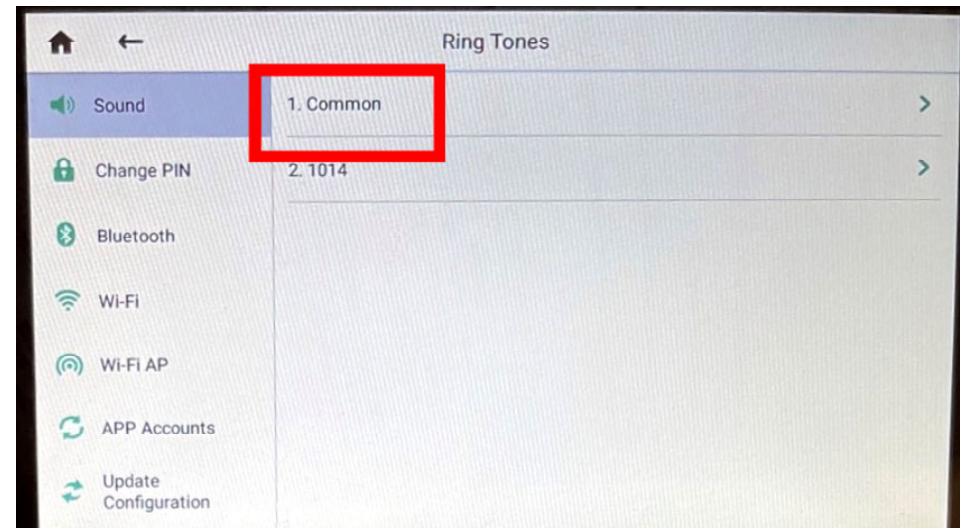 Ring Tones
Sound
Change PIN
Bluetooth
Wi-Fi
Wi-Fi AP
APP Accounts
Update
Configuration
1. Common
2. 1014